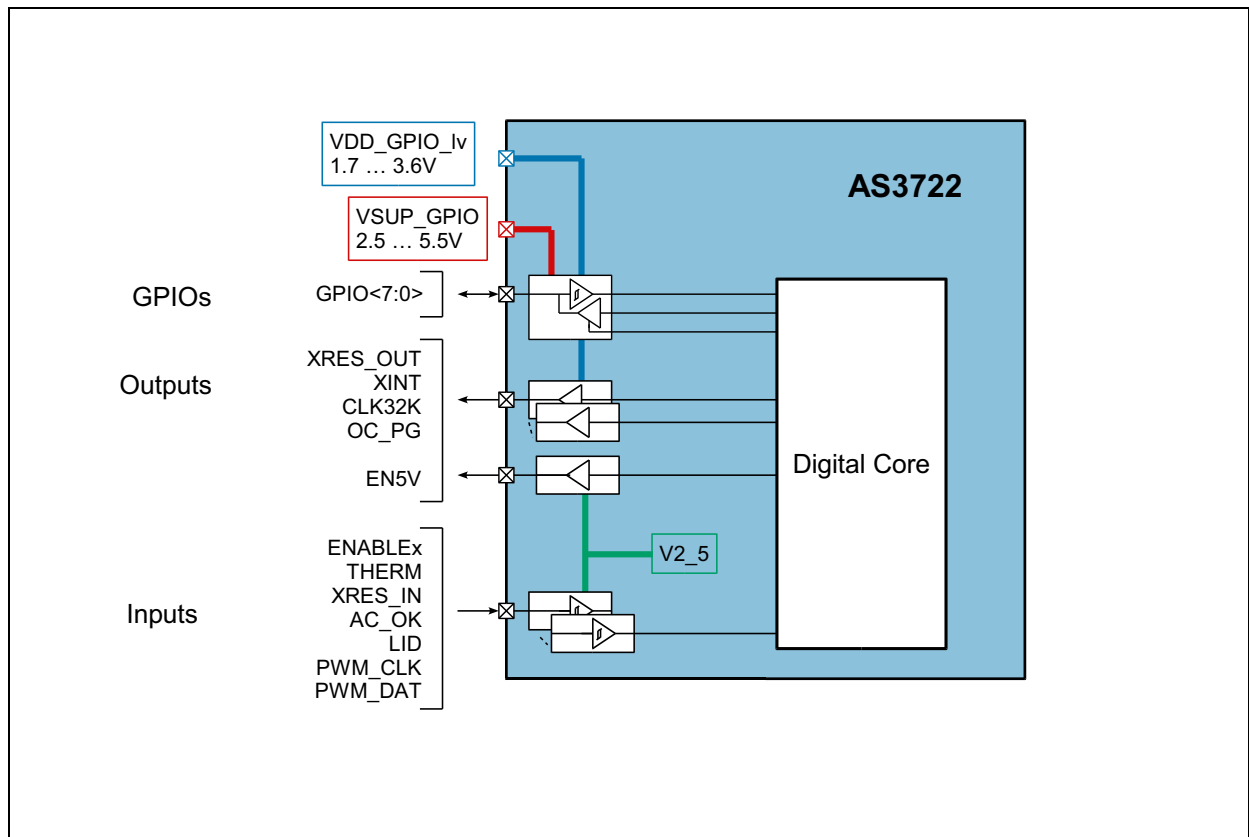 VDD_GPIO_lv
1.7 … 3.6V
AS3722
VSUP_GPIO
2.5 … 5.5V
GPIOs
GPIO<7:0>
Outputs
XRES_OUT
XINT
CLK32K
OC_PG
EN5V
Digital Core
V2_5
Inputs
ENABLEx
THERM
XRES_IN
AC_OK
LID
PWM_CLK
PWM_DAT